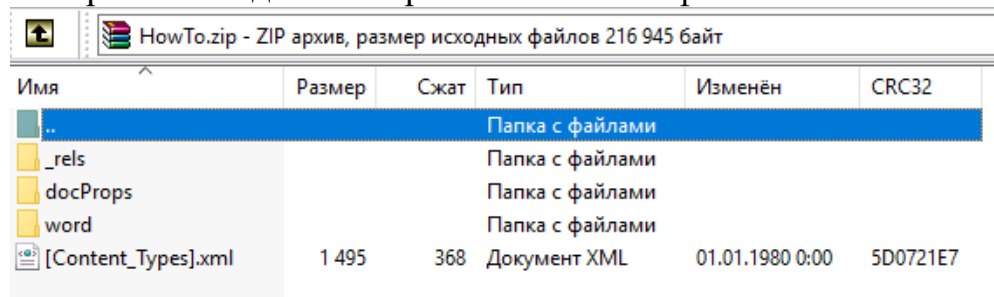 HowTo.zip - ZIP архив, размер исходных файлов 216 945 байт
Имя Размер Сжат Тип Изменён CRC32
.. Папка с файлами
_rels Папка с файлами
docProps Папка с файлами
word Папка с файлами
[Content_Types].xml 1 495 368 Документ XML 01.01.1980 0:00 5D0721E7